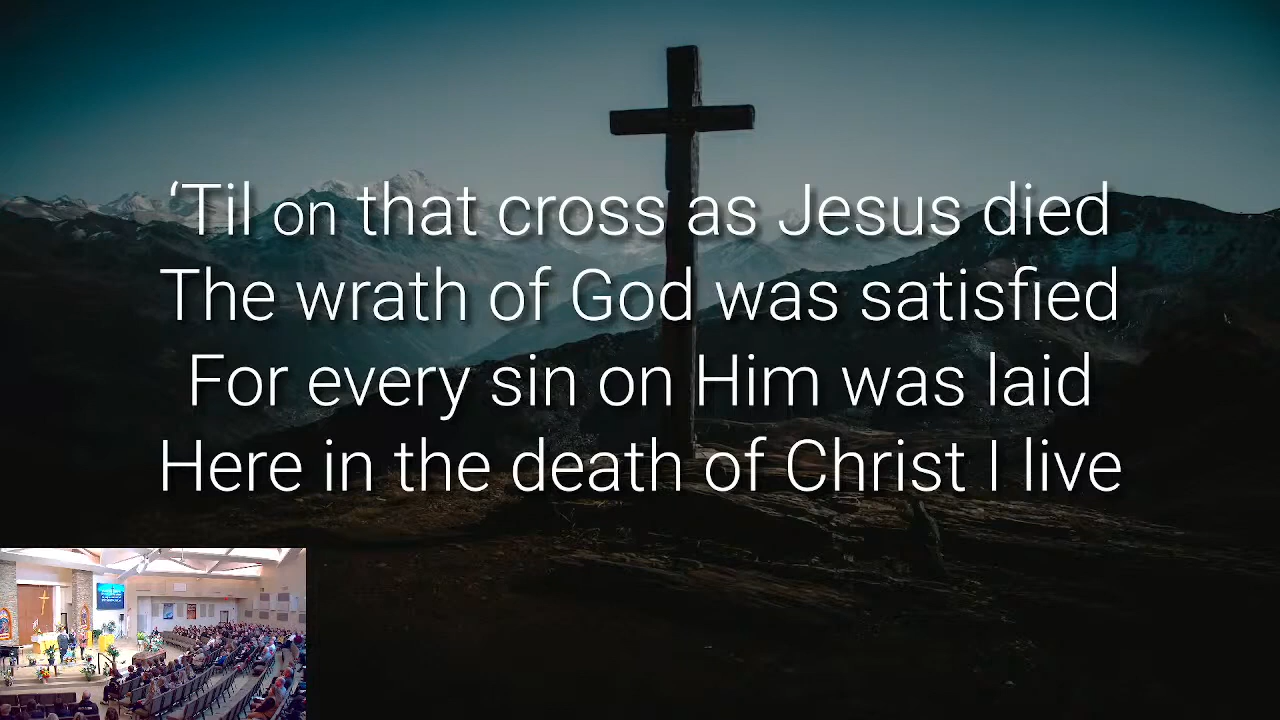 ‘Til on that cross as Jesus died
The wrath of God was satisfied
For every sin on Him was laid
Here in the death of Christ I live